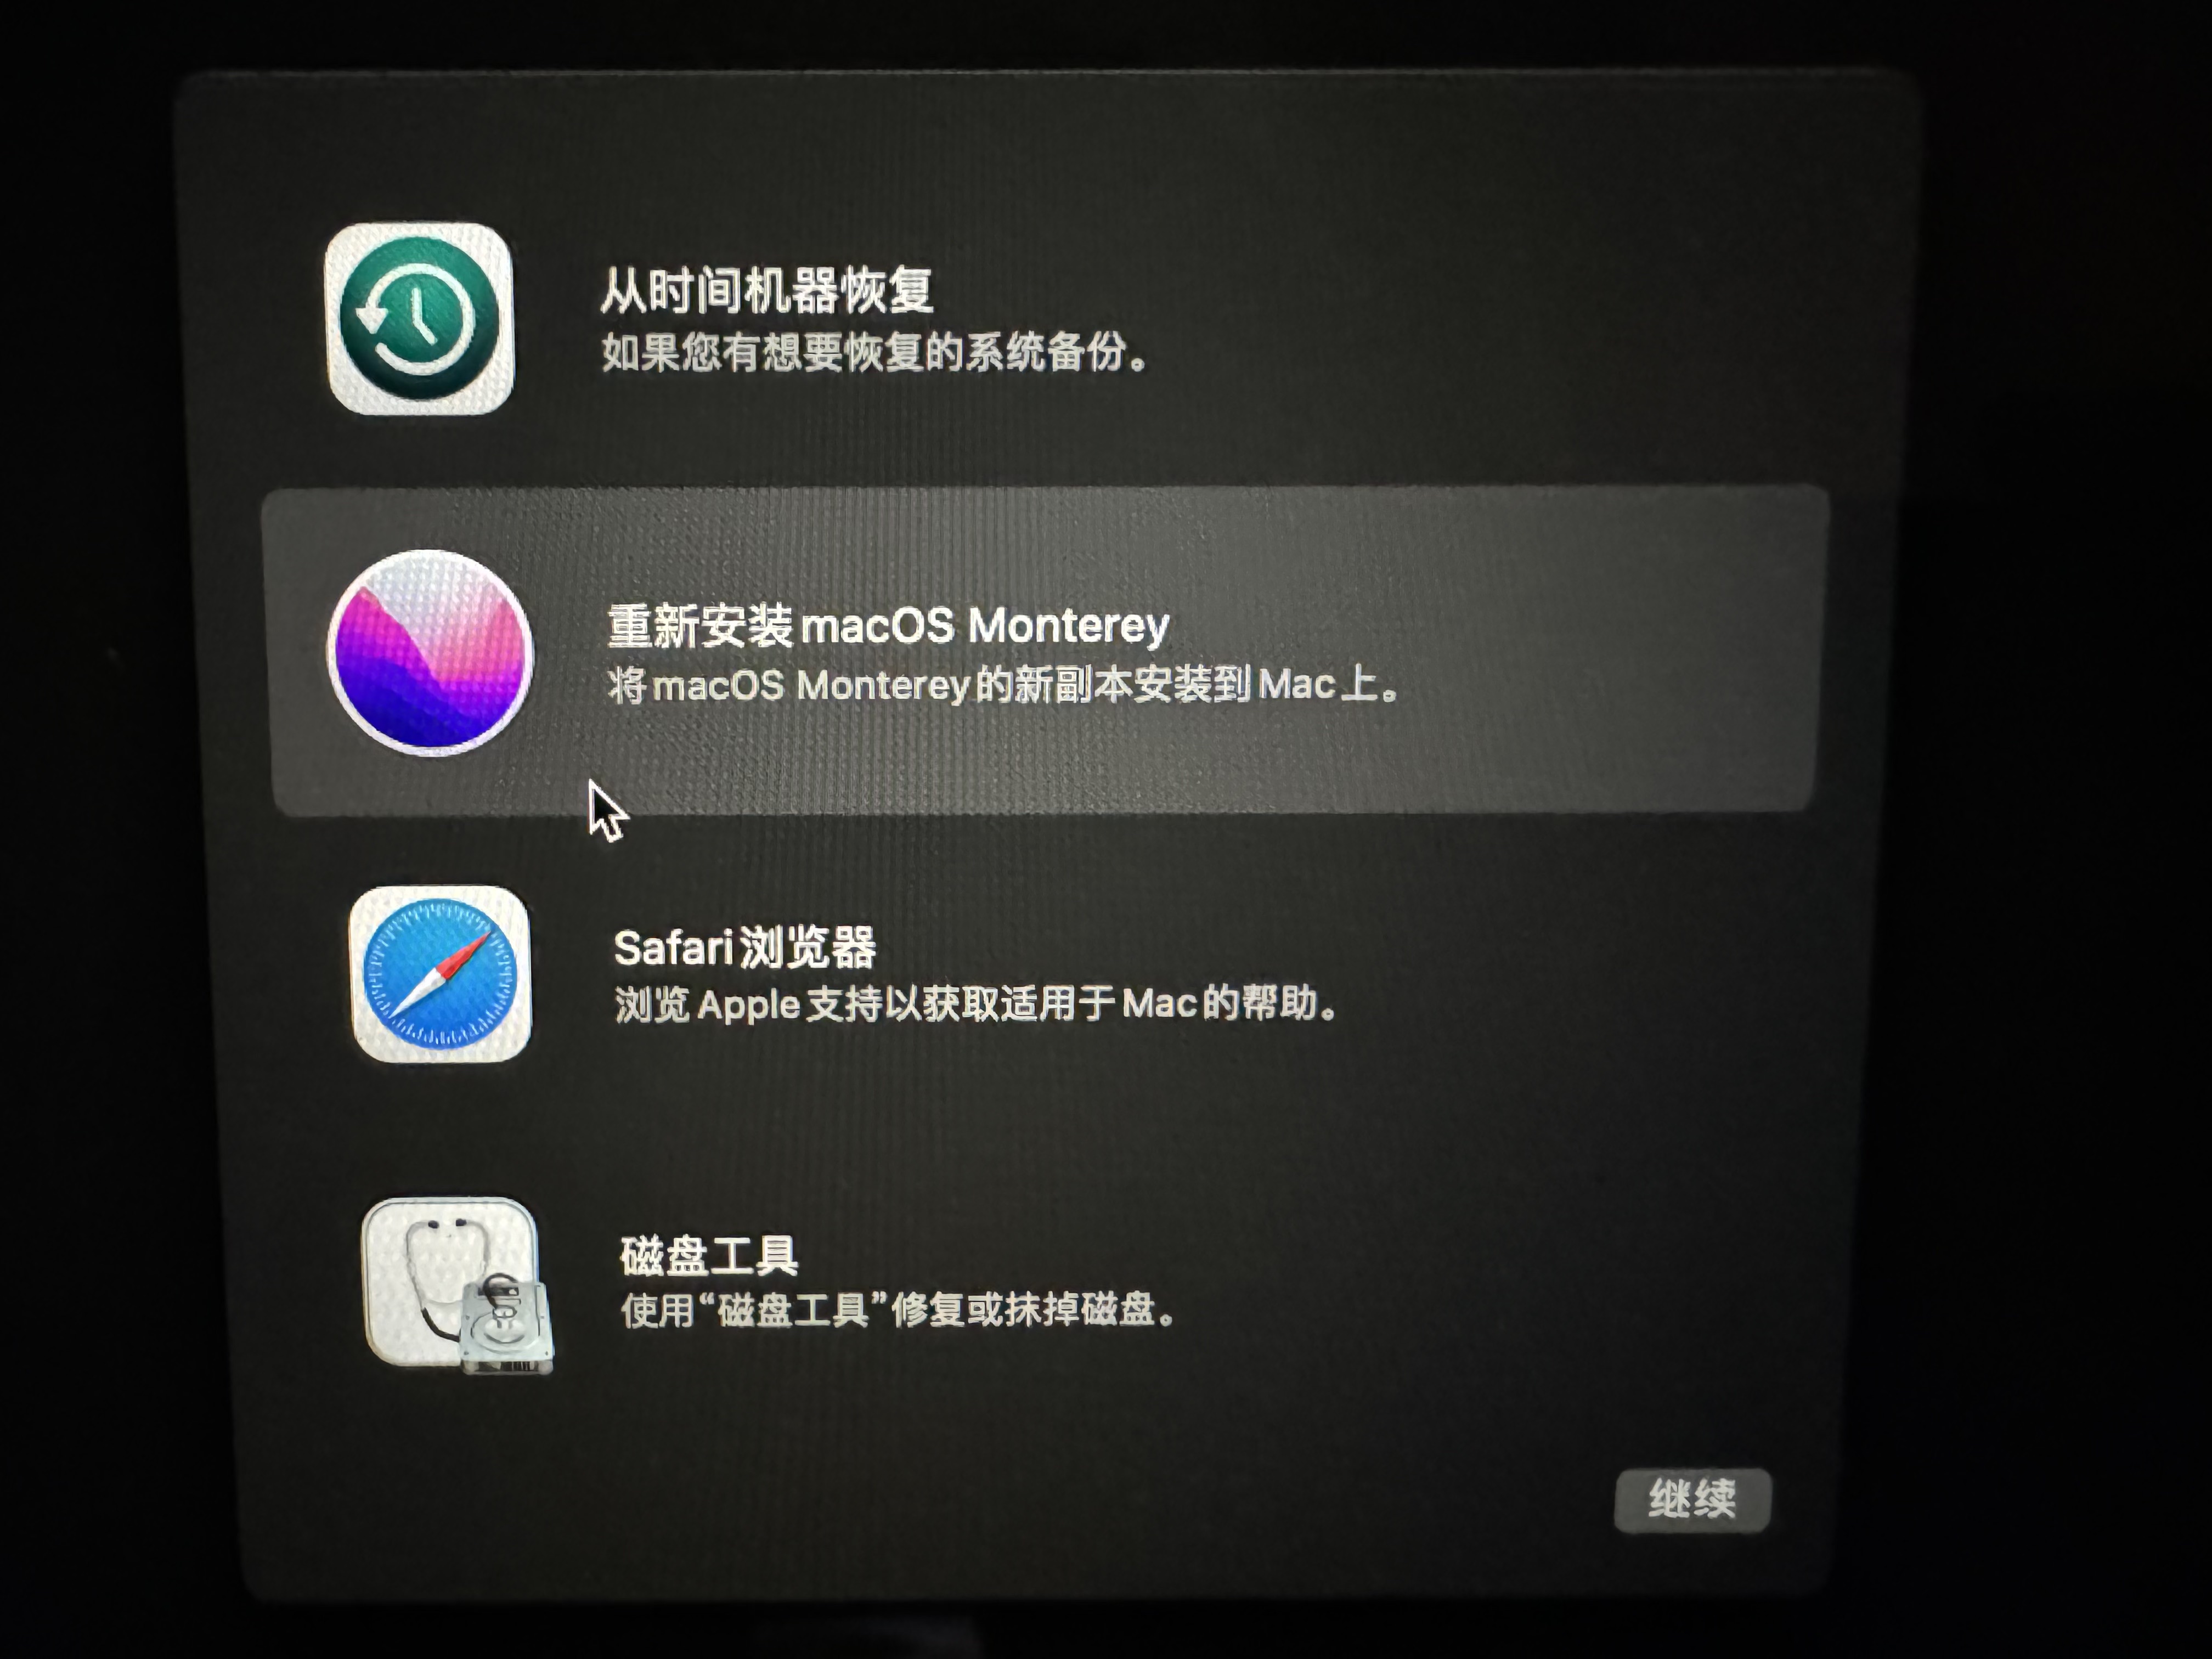 从时间机器恢复
如果您有想要恢复的系统备份。
重新安装macOS Monterey
将macOS Monterey的新副本安装到Mac上。
Safari浏览器
浏览Apple支持以获取适用于Mac的帮助。
磁盘工具
使用“磁盘工具”修复或抹掉磁盘。
继续